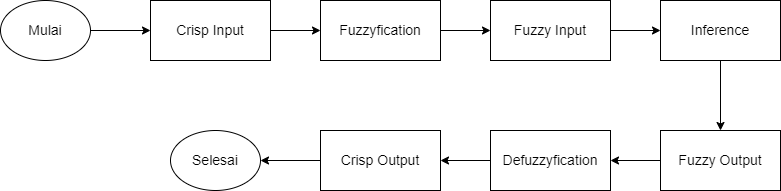 Mulai
Crisp Input
Fuzzyfication
Fuzzy Input
Inference
Fuzzy Output
Defuzzyfication
Crisp Output
Selesai